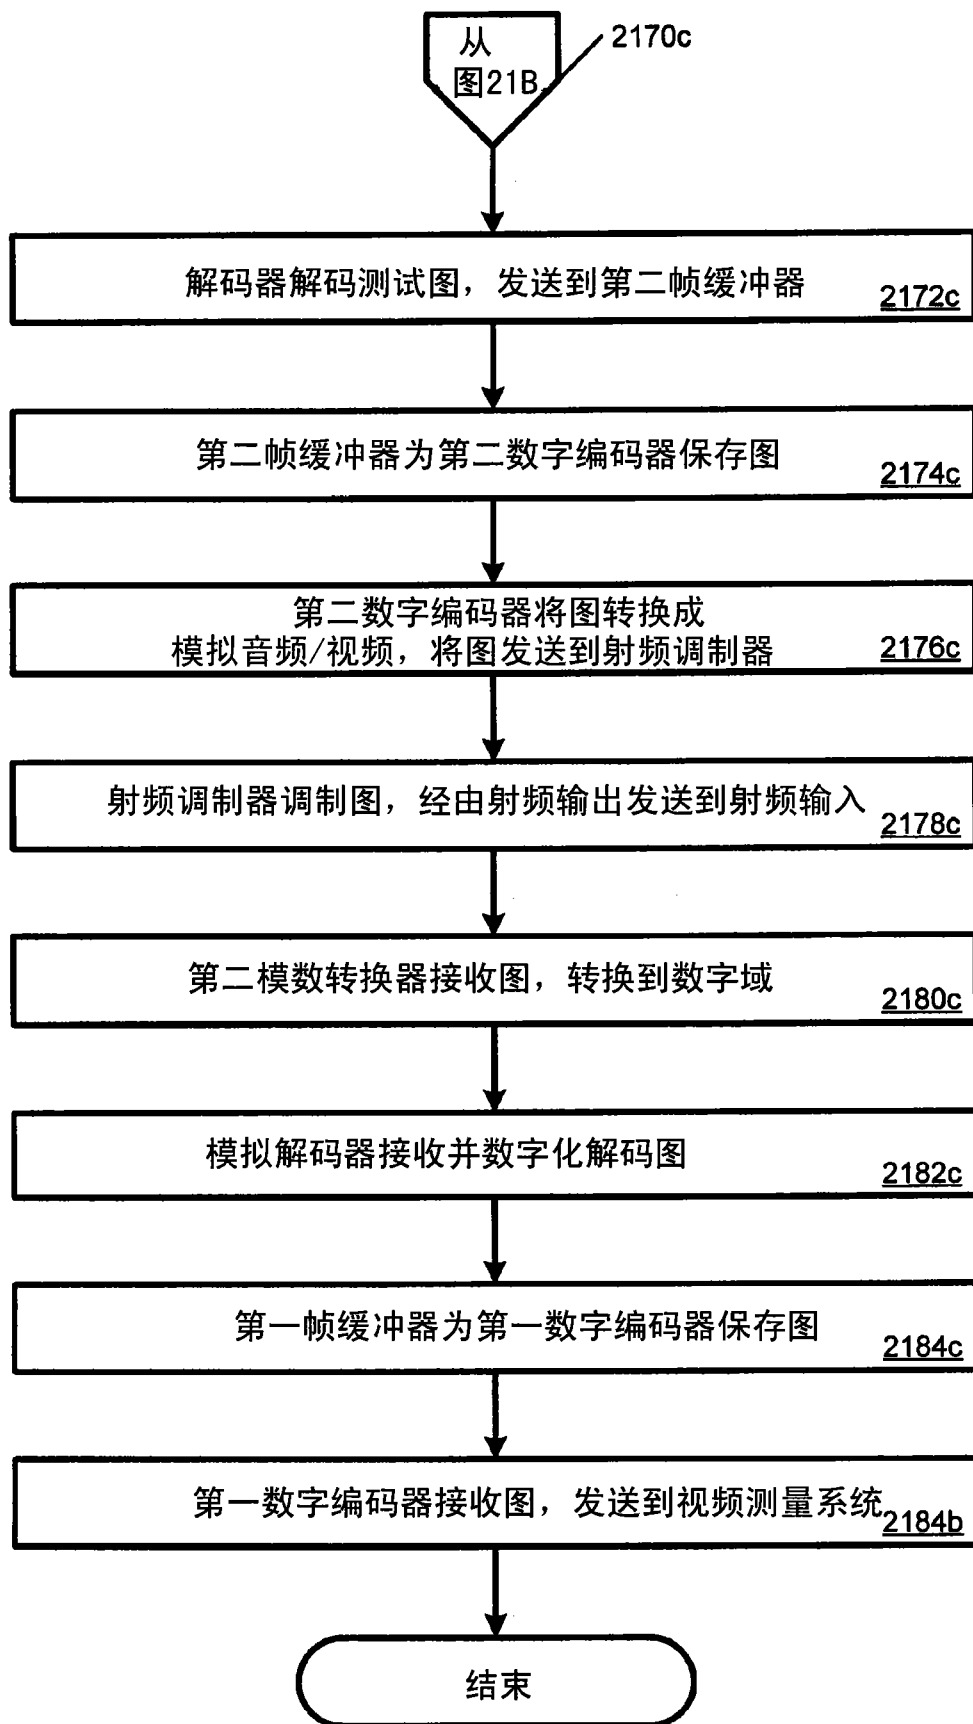 从
图21B
2170c
解码器解码测试图，发送到第二帧缓冲器
2172c
第二帧缓冲器为第二数字编码器保存图
2174c
第二数字编码器将图转换成
模拟音频/视频，将图发送到射频调制器
2176c
射频调制器调制图，经由射频输出发送到射频输入
2178c
第二模数转换器接收图，转换到数字域
2180c
模拟解码器接收并数字化解码图
2182c
第一帧缓冲器为第一数字编码器保存图
2184c
第一数字编码器接收图，发送到视频测量系统
2184b
结束